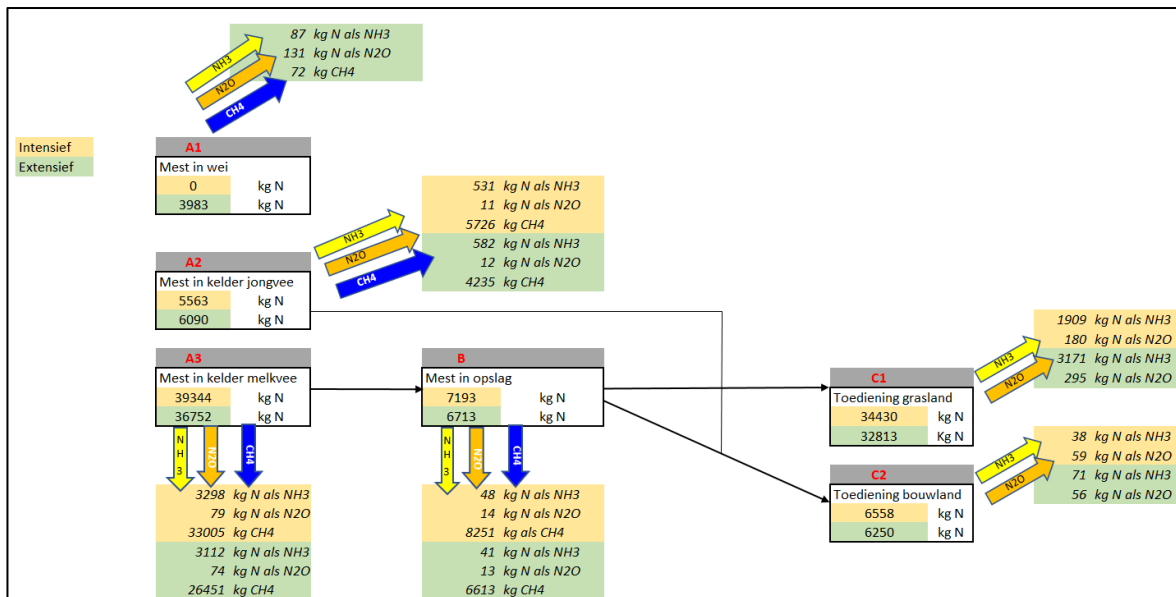 87 kg N als NH3
131 kg N als N2O
72 kg CH4
NH3
N2O
CH4
Intensief
Extensief
A1
Mest in wei
0 kg N
3983 kg N
531 kg N als NH3
11 kg N als N2O
5726 kg CH4
582 kg N als NH3
12 kg N als N2O
4235 kg CH4
NH3
N2O
CH4
A2
Mest in kelder jongvee
5563 kg N
6090 kg N
A3
Mest in kelder melkvee
39344 kg N
36752 kg N
NH3
N2O
CH4
3298 kg N als NH3
79 kg N als N2O
33005 kg CH4
3112 kg N als NH3
74 kg N als N2O
26451 kg CH4
B
Mest in opslag
7193 kg N
6713 kg N
NH3
N2O
CH4
48 kg N als NH3
14 kg N als N2O
8251 kg als CH4
41 kg N als NH3
13 kg N als N2O
6613 kg CH4
C1
Toediening grasland
34430 kg N
32813 kg N
NH3
N2O
1909 kg N als NH3
180 kg N als N2O
3171 kg N als NH3
295 kg N als N2O
C2
Toediening bouwland
6558 kg N
6250 kg N
NH3
N2O
38 kg N als NH3
59 kg N als N2O
71 kg N als NH3
56 kg N als N2O